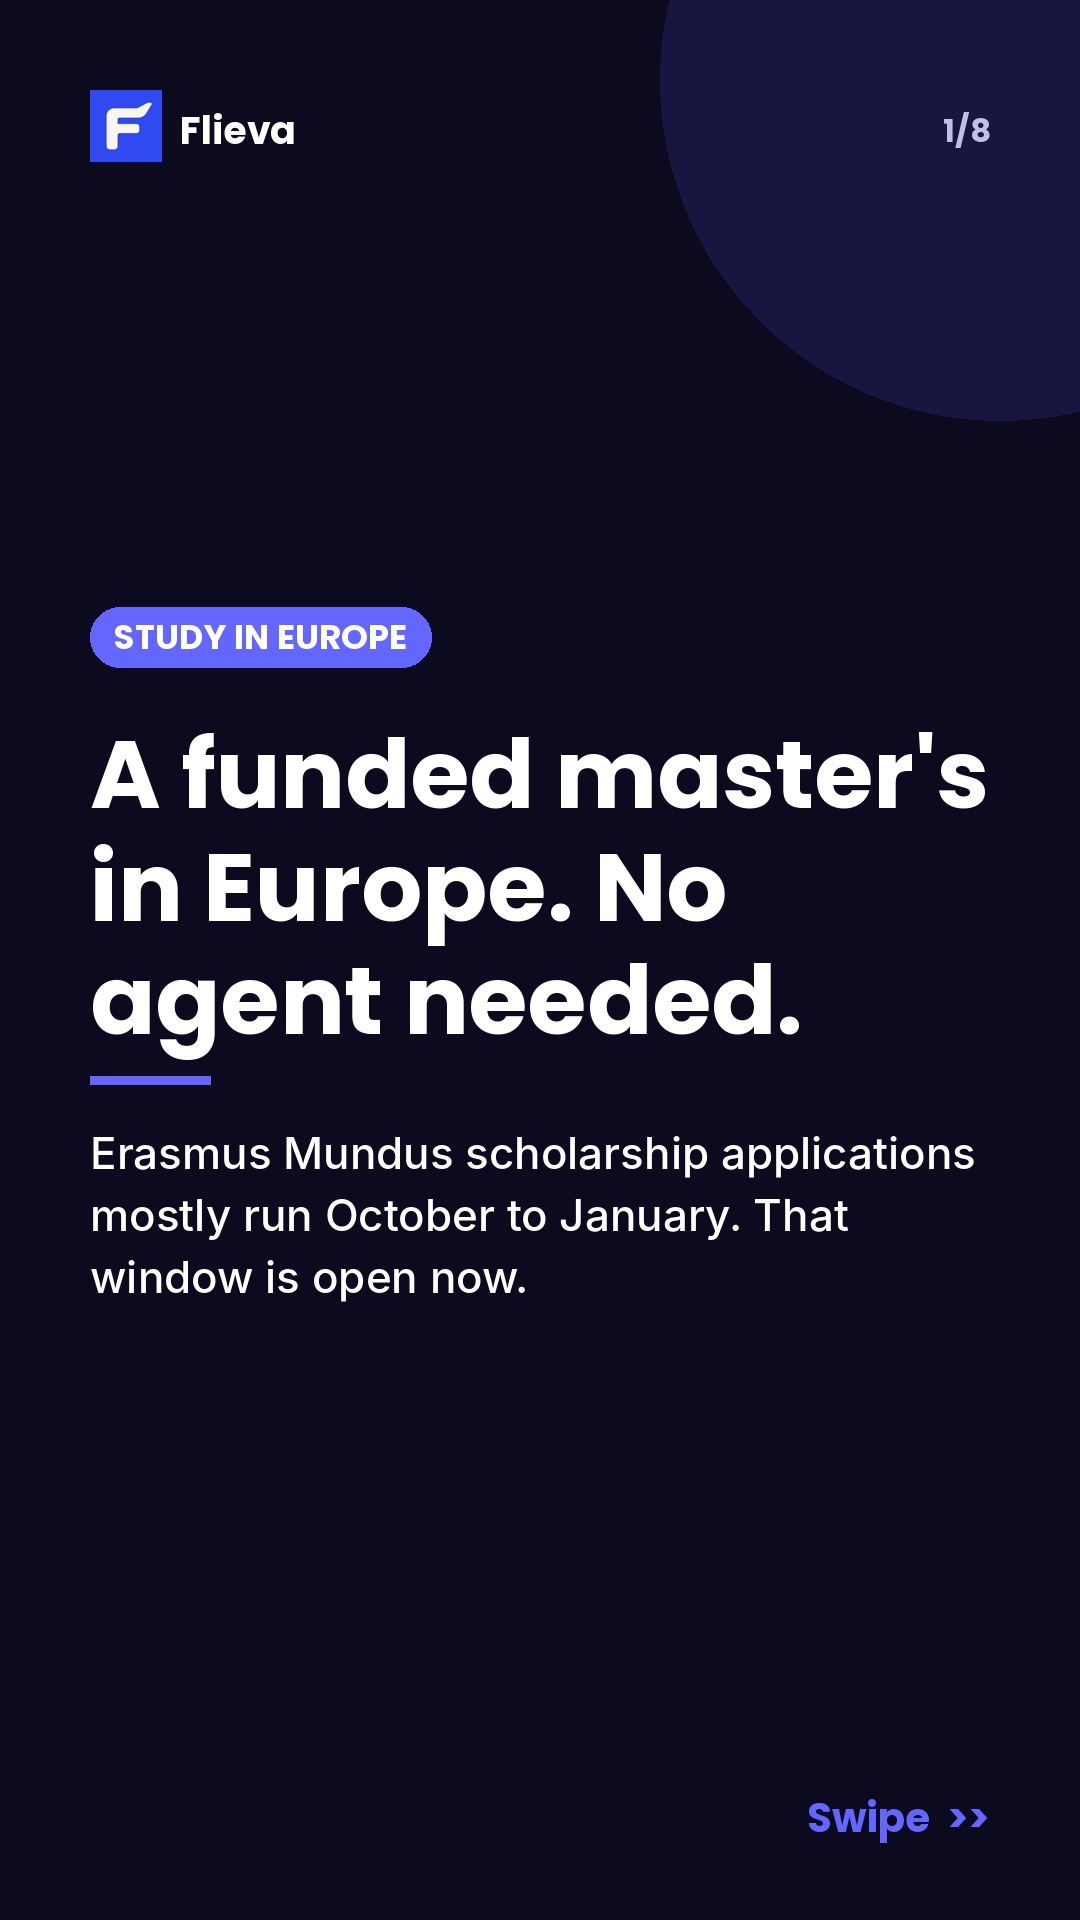 Flieva
1/8
STUDY IN EUROPE
A funded master's
in Europe. No
agent needed.
Erasmus Mundus scholarship applications
mostly run October to January. That
window is open now.
Swipe >>